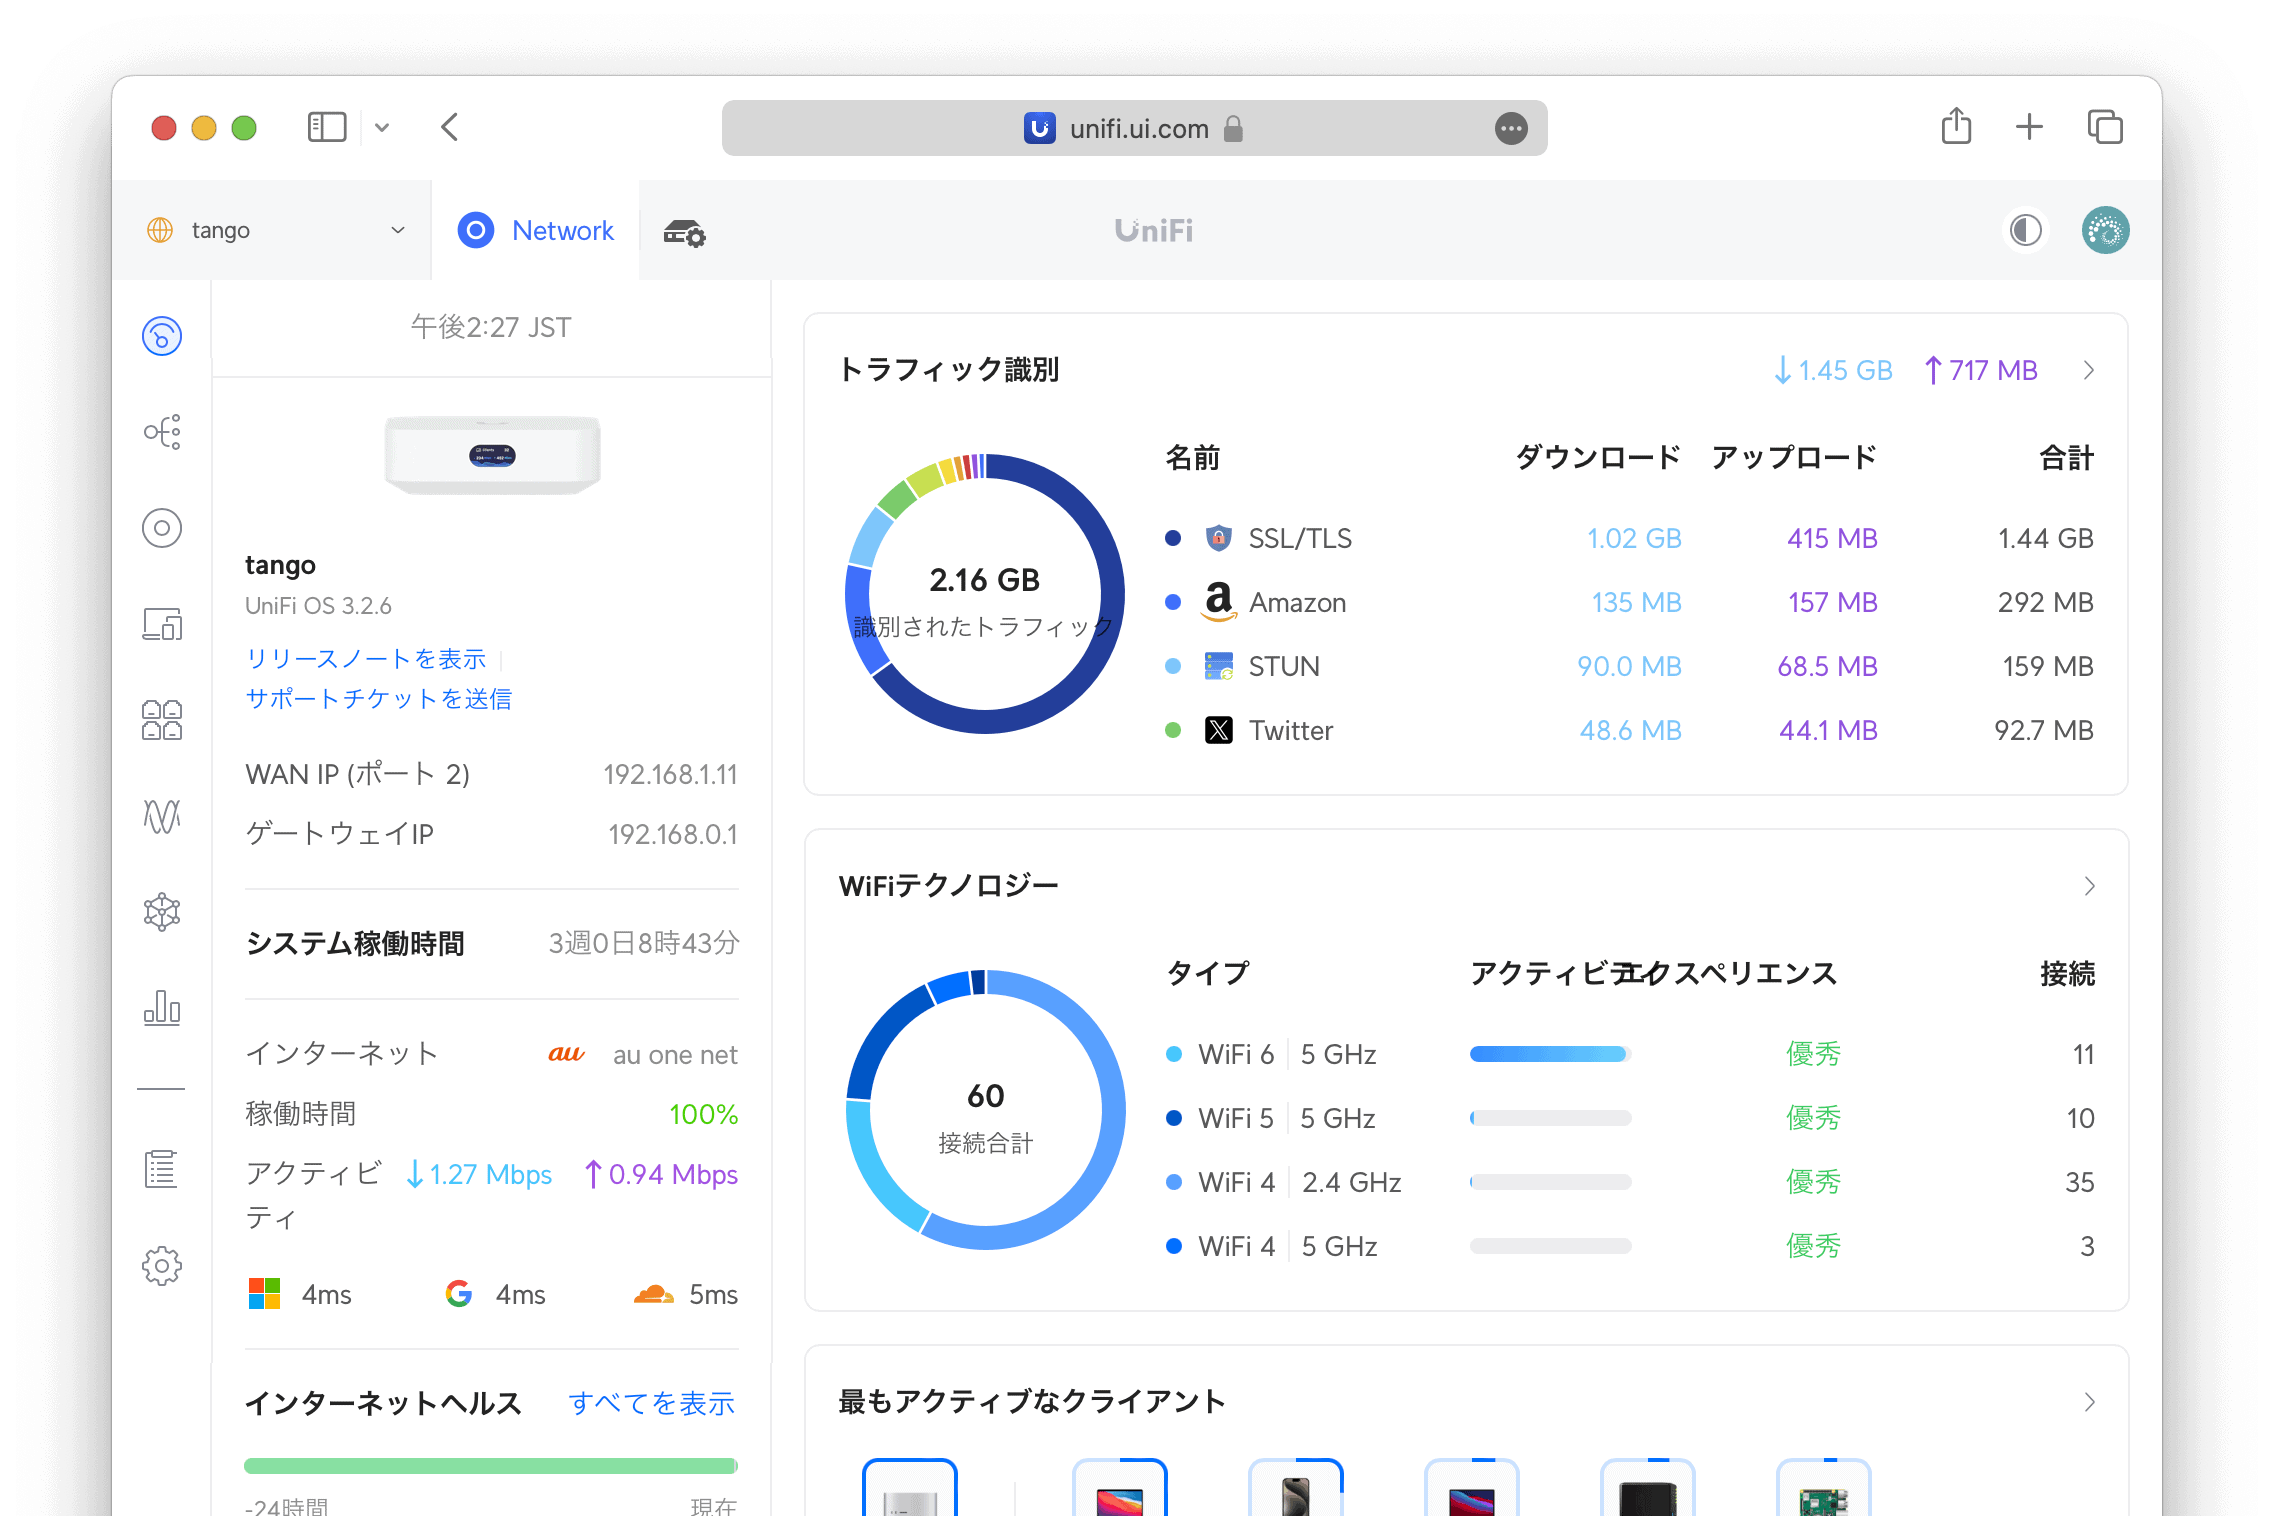 unifi.ui.com
tango
Network
UniFi
午後2:27 JST
tango
UniFi OS 3.2.6
リリースノートを表示
サポートチケットを送信
WAN IP (ポート 2) 192.168.1.11
ゲートウェイIP 192.168.0.1
システム稼働時間 3週0日8時43分
インターネット au au one net
稼働時間 100%
アクティビティ ↓1.27 Mbps ↑0.94 Mbps
4ms 4ms 5ms
インターネットヘルス すべてを表示
-24時間 現在
トラフィック識別 ↓1.45 GB ↑717 MB
2.16 GB
識別されたトラフィック
名前 ダウンロード アップロード 合計
SSL/TLS 1.02 GB 415 MB 1.44 GB
Amazon 135 MB 157 MB 292 MB
STUN 90.0 MB 68.5 MB 159 MB
Twitter 48.6 MB 44.1 MB 92.7 MB
WiFiテクノロジー
60
接続合計
タイプ アクティビティ エクスペリエンス 接続
WiFi 6 5 GHz 優秀 11
WiFi 5 5 GHz 優秀 10
WiFi 4 2.4 GHz 優秀 35
WiFi 4 5 GHz 優秀 3
最もアクティブなクライアント